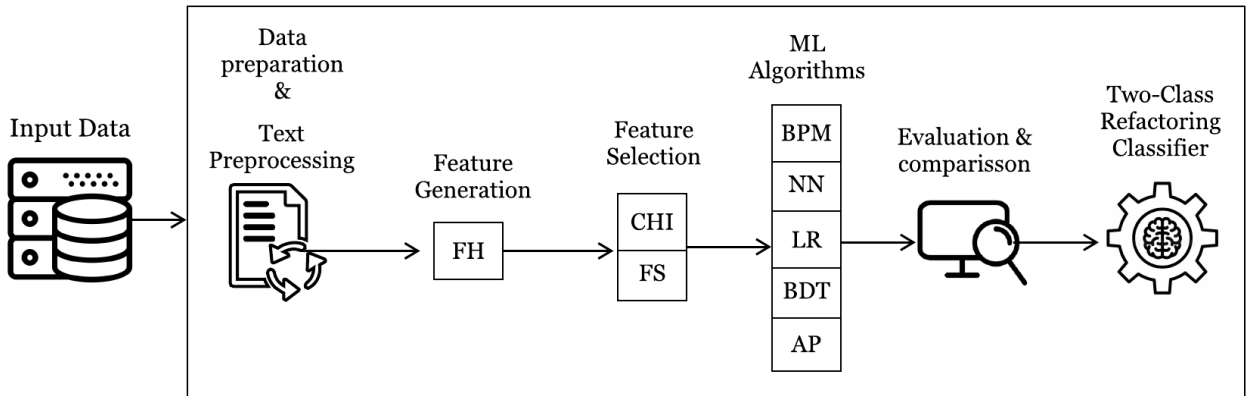 Input Data
Data
preparation
&
Text
Preprocessing
Feature
Generation
FH
Feature
Selection
CHI
FS
ML
Algorithms
BPM
NN
LR
BDT
AP
Evaluation &
comparisson
Two-Class
Refactoring
Classifier